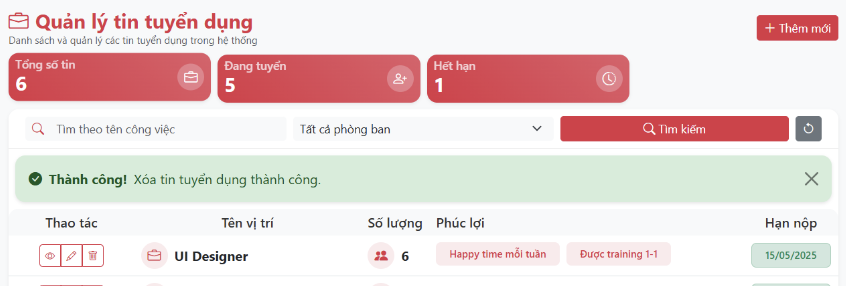 Quản lý tin tuyển dụng
Danh sách và quản lý các tin tuyển dụng trong hệ thống
+ Thêm mới
Tổng số tin
6
Đang tuyển
5
Hết hạn
1
Tìm theo tên công việc
Tất cả phòng ban
Tìm kiếm
Thành công! Xóa tin tuyển dụng thành công.
Thao tác Tên vị trí Số lượng Phúc lợi Hạn nộp
UI Designer 6 Happy time mỗi tuần Được training 1-1 15/05/2025